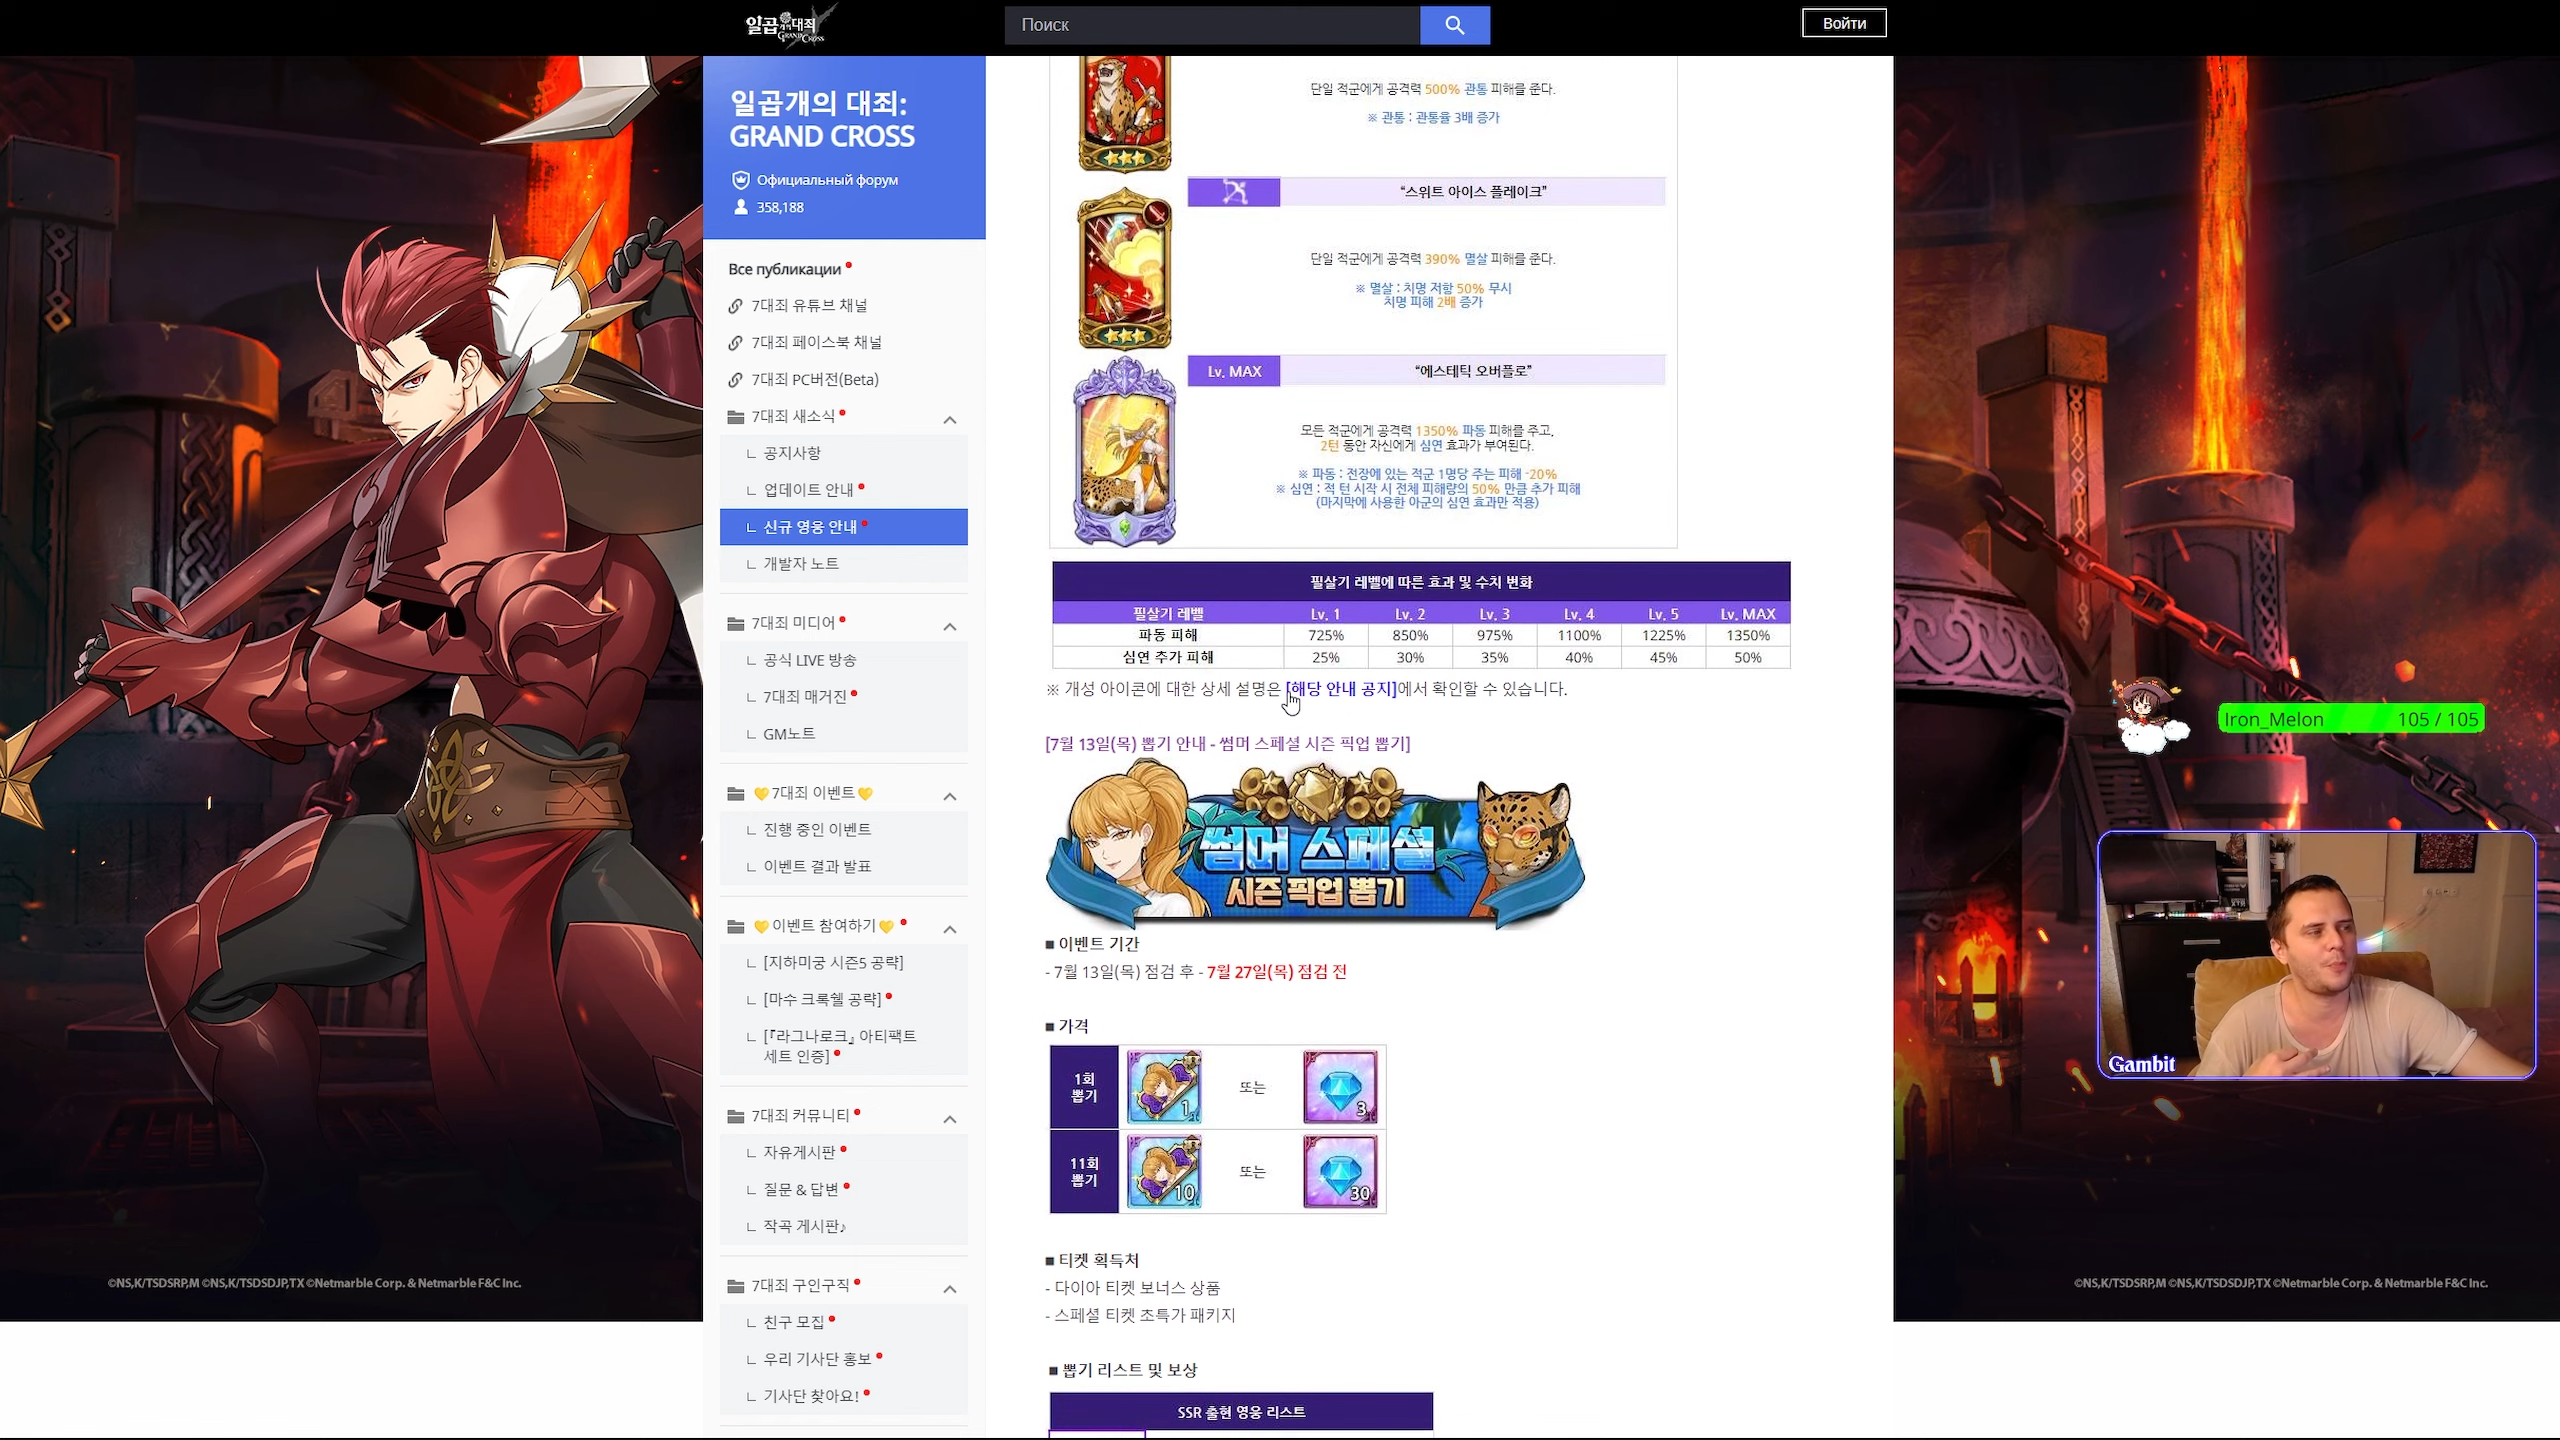 일곱개의대죄
GRAND CROSS
Поиск
Войти
일곱개의 대죄:
GRAND CROSS
Официальный форум
358,188
Все публикации
7대죄 유튜브 채널
7대죄 페이스북 채널
7대죄 PC버전(Beta)
7대죄 새소식
ㄴ 공지사항
ㄴ 업데이트 안내
ㄴ 신규 영웅 안내
ㄴ 개발자 노트
7대죄 미디어
ㄴ 공식 LIVE 방송
ㄴ 7대죄 매거진
ㄴ GM노트
💛7대죄 이벤트💛
ㄴ 진행 중인 이벤트
ㄴ 이벤트 결과 발표
💛이벤트 참여하기💛
ㄴ [지하미궁 시즌5 공략]
ㄴ [마수 크록쉘 공략]
ㄴ [『라그나로크』 아티팩트
세트 인증]
7대죄 커뮤니티
ㄴ 자유게시판
ㄴ 질문 & 답변
ㄴ 작곡 게시판♪
7대죄 구인구직
ㄴ 친구 모집
ㄴ 우리 기사단 홍보
ㄴ 기사단 찾아요!
단일 적군에게 공격력 500% 관통 피해를 준다.
※ 관통 : 관통율 3배 증가
“스위트 아이스 플레이크”
단일 적군에게 공격력 390% 멸살 피해를 준다.
※ 멸살 : 치명 저항 50% 무시
치명 피해 2배 증가
Lv. MAX “에스테틱 오버플로”
모든 적군에게 공격력 1350% 파동 피해를 주고,
2턴 동안 자신에게 심연 효과가 부여된다.
※ 파동 : 전장에 있는 적군 1명당 주는 피해 -20%
※ 심연 : 적 턴 시작 시 전체 피해량의 50% 만큼 추가 피해
(마지막에 사용한 아군의 심연 효과만 적용)
필살기 레벨에 따른 효과 및 수치 변화
필살기 레벨 Lv. 1 Lv. 2 Lv. 3 Lv. 4 Lv. 5 Lv. MAX
파동 피해 725% 850% 975% 1100% 1225% 1350%
심연 추가 피해 25% 30% 35% 40% 45% 50%
※ 개성 아이콘에 대한 상세 설명은 [해당 안내 공지]에서 확인할 수 있습니다.
[7월 13일(목) 뽑기 안내 - 썸머 스페셜 시즌 픽업 뽑기]
썸머 스페셜
시즌 픽업 뽑기
■ 이벤트 기간
- 7월 13일(목) 점검 후 - 7월 27일(목) 점검 전
■ 가격
1회
뽑기 1 또는 3
11회
뽑기 10 또는 30
■ 티켓 획득처
- 다이아 티켓 보너스 상품
- 스페셜 티켓 초특가 패키지
■ 뽑기 리스트 및 보상
SSR 출현 영웅 리스트
Iron_Melon 105 / 105
Gambit
©NS,K/TSDSRP,M ©NS,K/TSDSDJP,TX ©Netmarble Corp. & Netmarble F&C Inc.
©NS,K/TSDSRP,M ©NS,K/TSDSDJP,TX ©Netmarble Corp. & Netmarble F&C Inc.